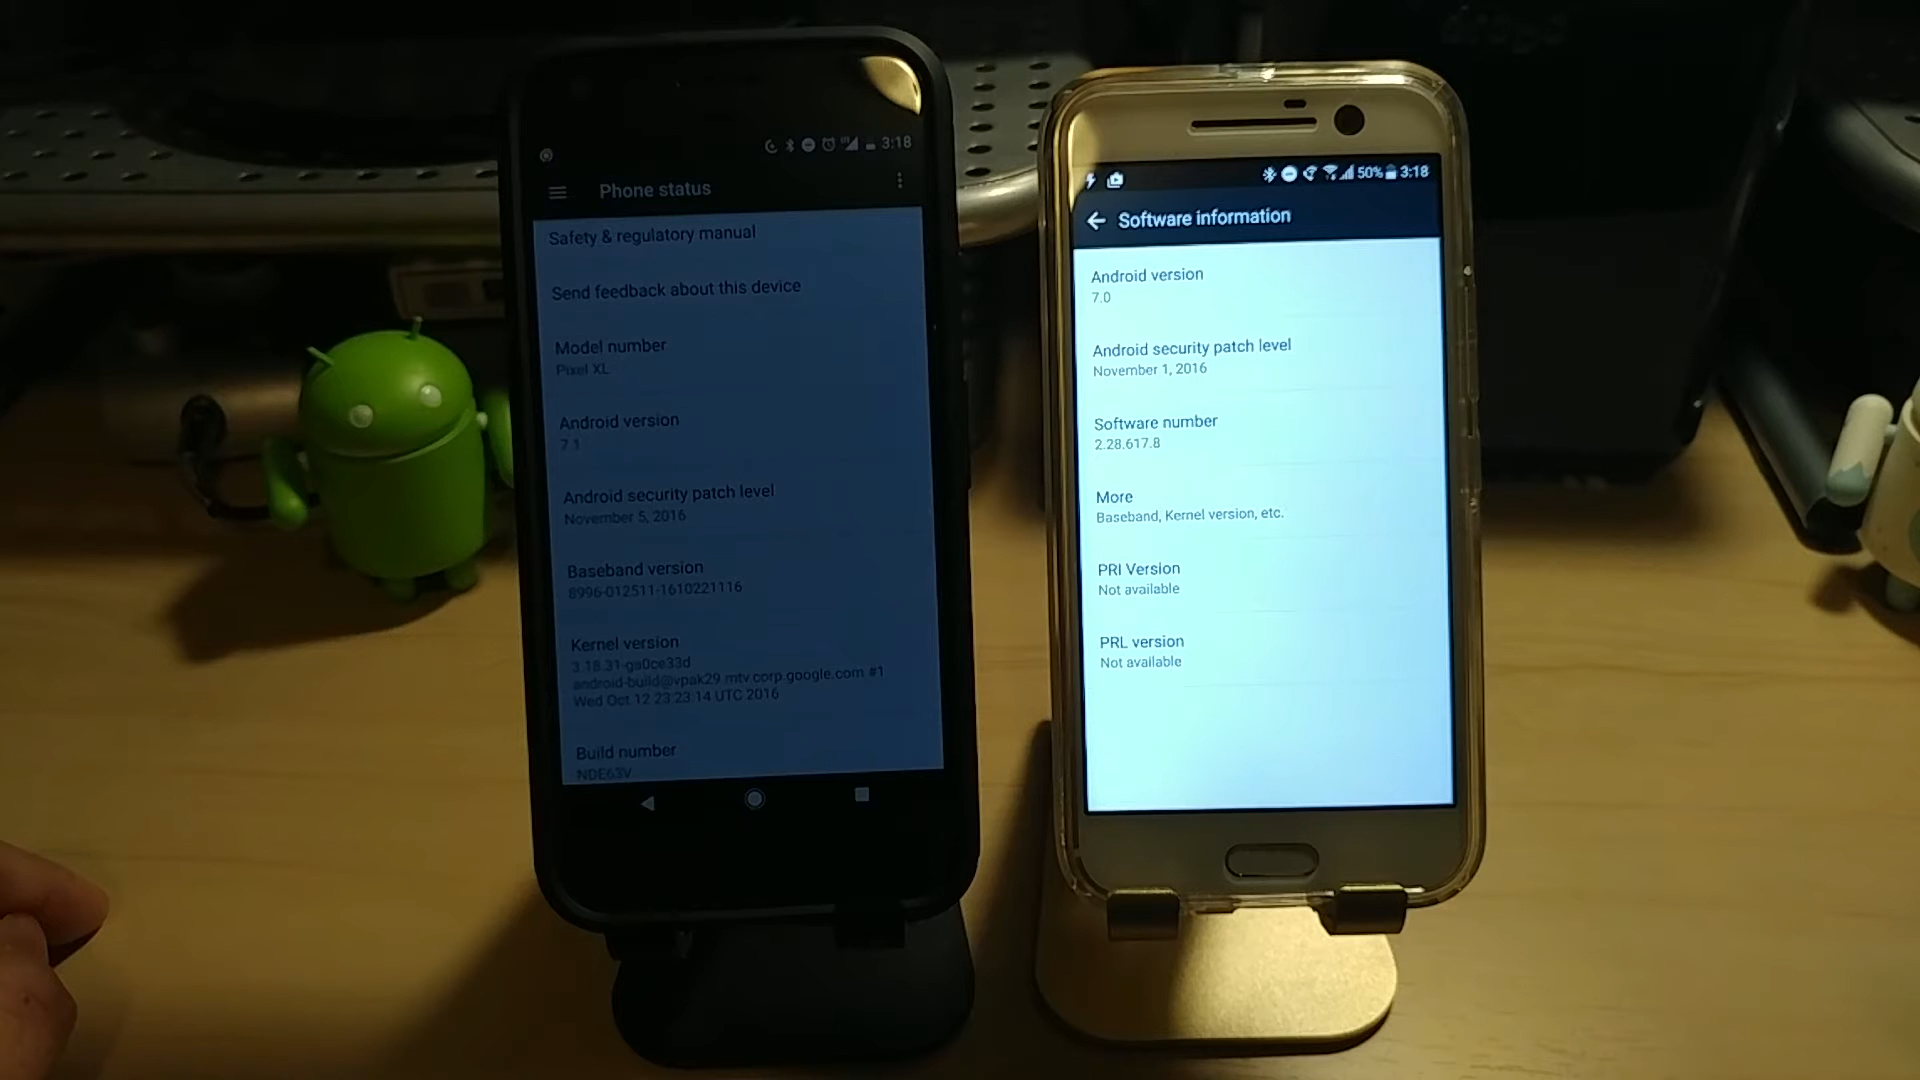 3:18
Phone status
Safety & regulatory manual
Send feedback about this device
Model number
Pixel XL
Android version
7.1
Android security patch level
November 5, 2016
Baseband version
8996-012511-1610221116
Kernel version
3.18.31-ga0ce33d
android-build@vpak29.mtv.corp.google.com #1
Wed Oct 12 23:23:14 UTC 2016
Build number
NDE63V
50% 3:18
Software information
Android version
7.0
Android security patch level
November 1, 2016
Software number
2.28.617.8
More
Baseband, Kernel version, etc.
PRI Version
Not available
PRL version
Not available